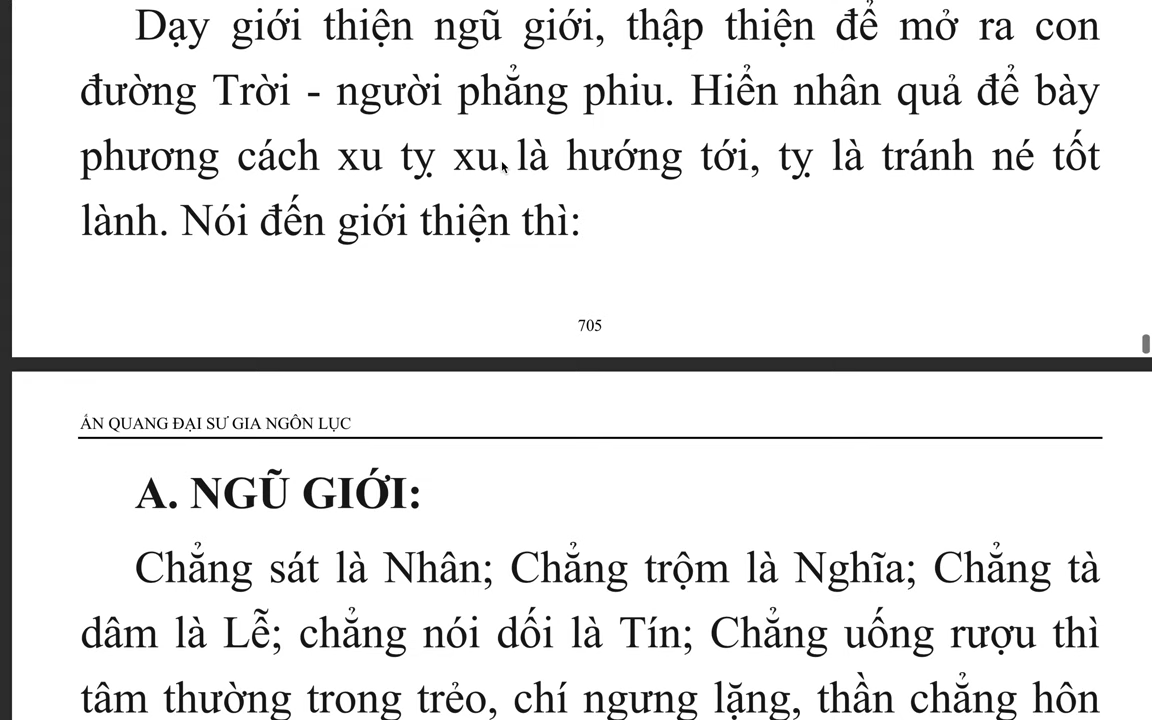 Dạy giới thiện ngũ giới, thập thiện để mở ra con
đường Trời - người phẳng phiu. Hiển nhân quả để bày
phương cách xu tỵ xu là hướng tới, tỵ là tránh né tốt
lành. Nói đến giới thiện thì:
705
ẤN QUANG ĐẠI SƯ GIA NGÔN LỤC
A. NGŨ GIỚI:
Chẳng sát là Nhân; Chẳng trộm là Nghĩa; Chẳng tà
dâm là Lễ; chẳng nói dối là Tín; Chẳng uống rượu thì
tâm thường trong trẻo, chí ngưng lặng, thần chẳng hôn